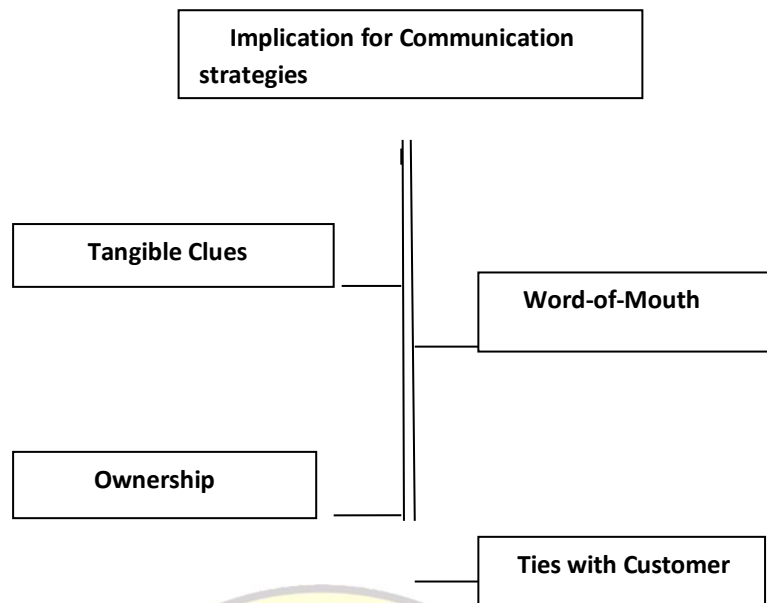 Implication for Communication
strategies
Tangible Clues
Word-of-Mouth
Ownership
Ties with Customer